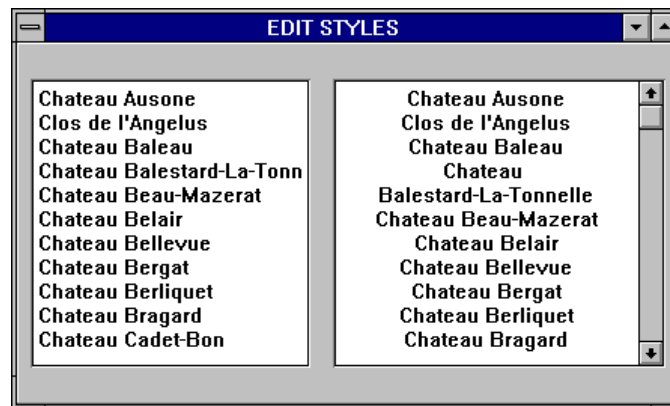 EDIT STYLES
Chateau Ausone
Clos de l'Angelus
Chateau Baleau
Chateau Balestard-La-Tonn
Chateau Beau-Mazerat
Chateau Belair
Chateau Bellevue
Chateau Bergat
Chateau Berliquet
Chateau Bragard
Chateau Cadet-Bon
Chateau Ausone
Clos de l'Angelus
Chateau Baleau
Chateau
Balestard-La-Tonnelle
Chateau Beau-Mazerat
Chateau Belair
Chateau Bellevue
Chateau Bergat
Chateau Berliquet
Chateau Bragard